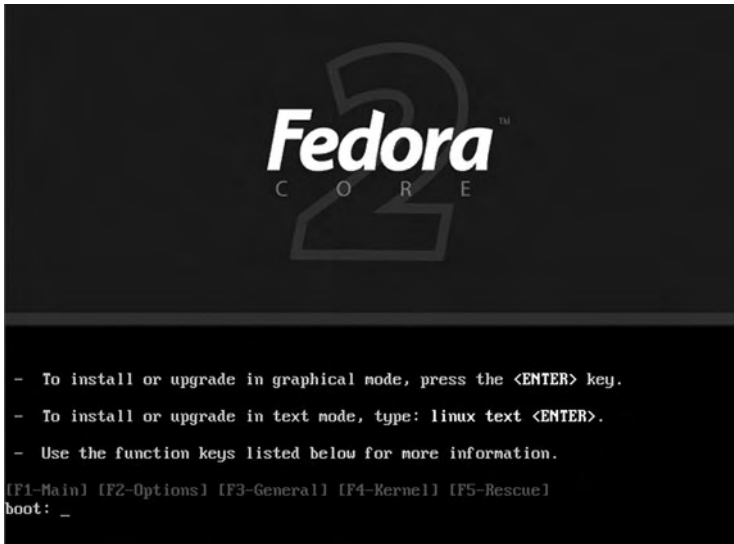 2
Fedora™
CORE
- To install or upgrade in graphical mode, press the <ENTER> key.
- To install or upgrade in text mode, type: linux text <ENTER>.
- Use the function keys listed below for more information.
[F1-Main] [F2-Options] [F3-General] [F4-Kernel] [F5-Rescue]
boot: _